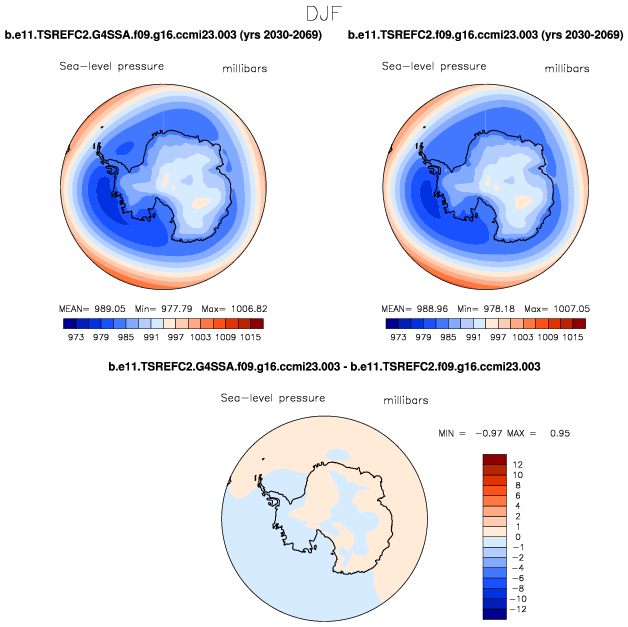 DJF
b.e11.TSREFC2.G4SSA.f09.g16.ccmi23.003 (yrs 2030-2069) b.e11.TSREFC2.f09.g16.ccmi23.003 (yrs 2030-2069)
Sea-level pressure millibars Sea-level pressure millibars
MEAN= 989.05 Min= 977.79 Max= 1006.82 MEAN= 988.96 Min= 978.18 Max= 1007.05
973 979 985 991 997 1003 1009 1015 973 979 985 991 997 1003 1009 1015
b.e11.TSREFC2.G4SSA.f09.g16.ccmi23.003 - b.e11.TSREFC2.f09.g16.ccmi23.003
Sea-level pressure millibars
MIN = -0.97 MAX = 0.95
12
10
8
6
4
2
1
0
-1
-2
-4
-6
-8
-10
-12